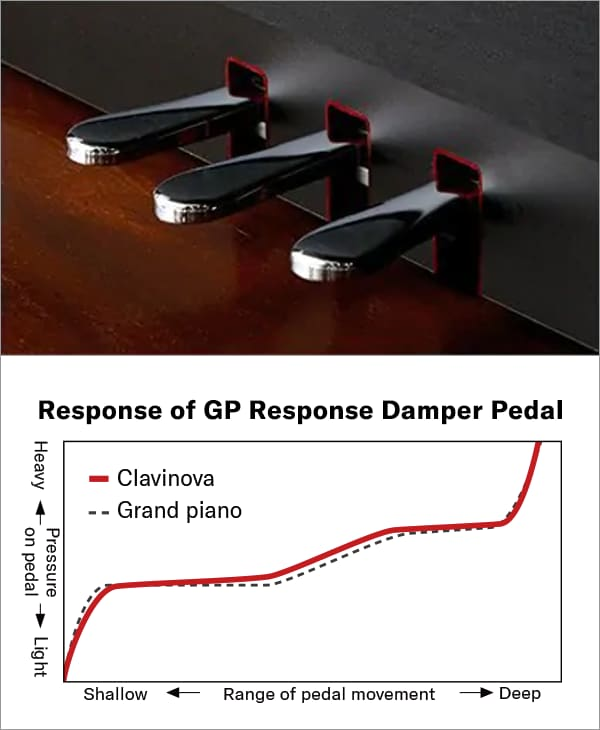 Response of GP Response Damper Pedal
Clavinova
Grand piano
Heavy
Pressure
on pedal
Light
Shallow
Range of pedal movement
Deep